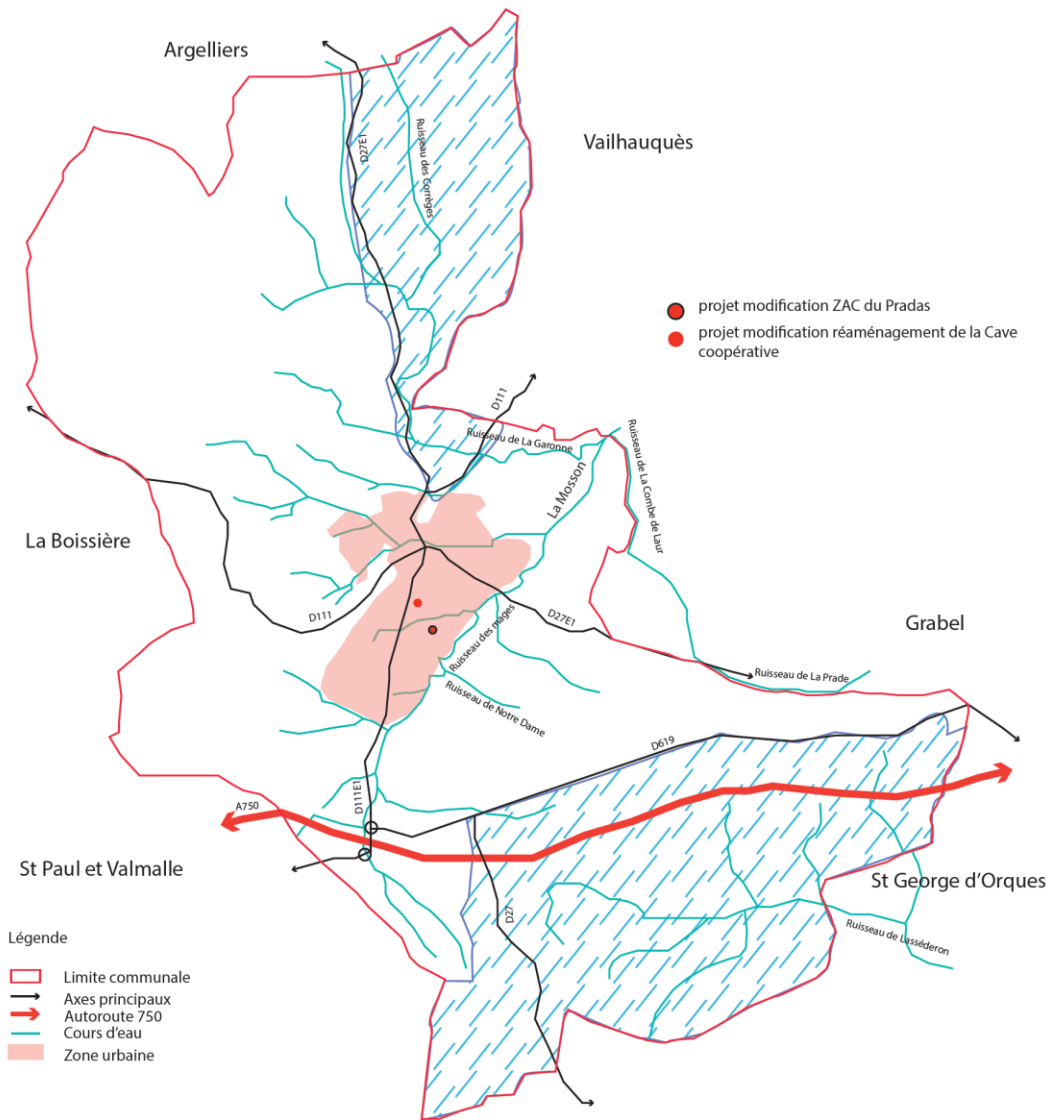 Argelliers
Vailhauquès
D27E1
Ruisseau des Corrèges
projet modification ZAC du Pradas
projet modification réaménagement de la Cave
coopérative
D111
Ruisseau de La Garonne
Ruisseau de La Combe de Laur
La Mosson
La Boissière
D111
D27E1
Ruisseau des mages
Grabel
Ruisseau de La Prade
Ruisseau de Notre Dame
D619
A750
D111E1
St Paul et Valmalle
St George d'Orques
D27
Ruisseau de Lasséderon
Légende
Limite communale
Axes principaux
Autoroute 750
Cours d'eau
Zone urbaine